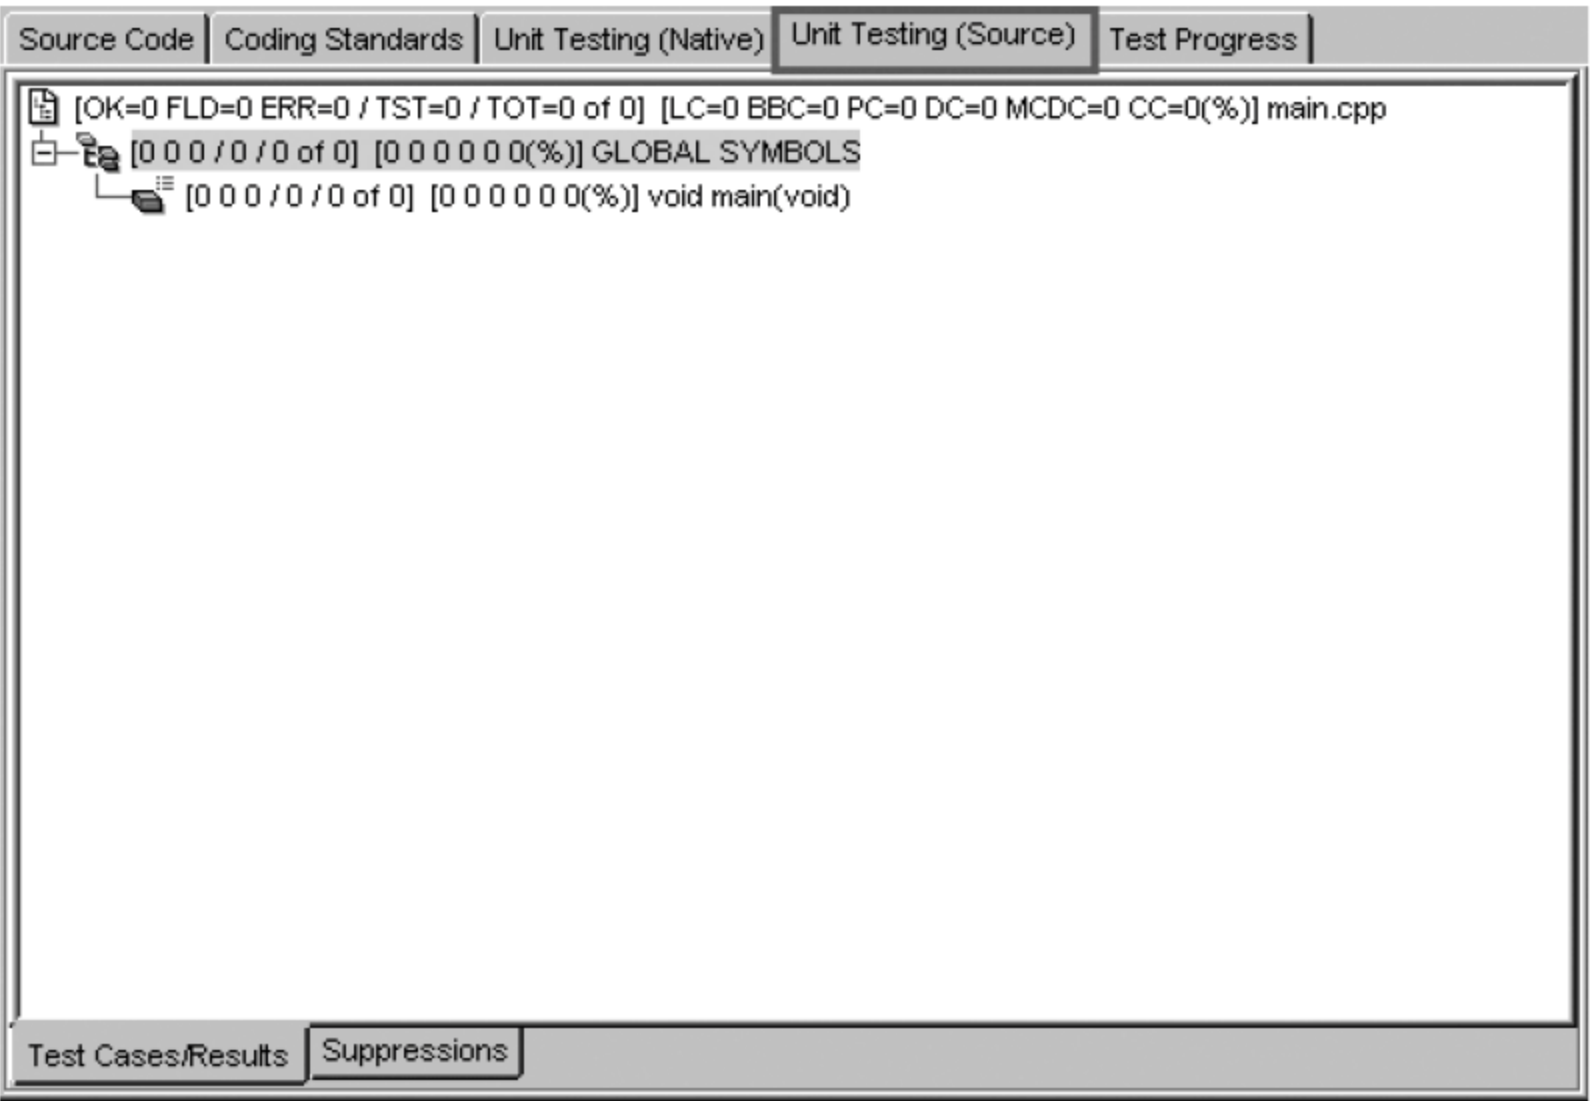 Source Code Coding Standards Unit Testing (Native) Unit Testing (Source) Test Progress
[OK=0 FLD=0 ERR=0 / TST=0 / TOT=0 of 0] [LC=0 BBC=0 PC=0 DC=0 MCDC=0 CC=0(%)] main.cpp
[0 0 0 / 0 / 0 of 0] [0 0 0 0 0 0(%)] GLOBAL SYMBOLS
[0 0 0 / 0 / 0 of 0] [0 0 0 0 0 0(%)] void main(void)
Test Cases/Results Suppressions